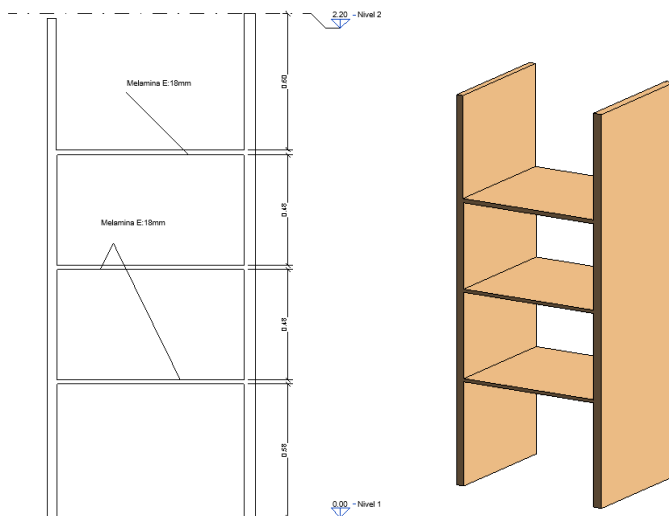 2.20 - Nivel 2
0.60
Melamina E:18mm
0.48
Melamina E:18mm
0.48
0.58
0.00 - Nivel 1